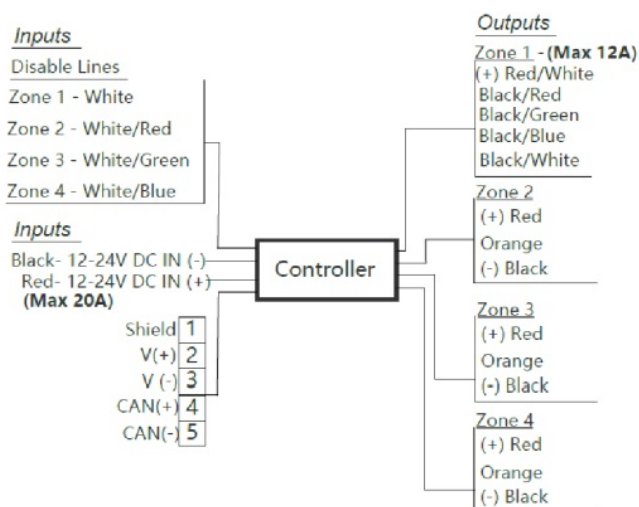 Inputs
Disable Lines
Zone 1 - White
Zone 2 - White/Red
Zone 3 - White/Green
Zone 4 - White/Blue
Inputs
Black- 12-24V DC IN (-)
Red- 12-24V DC IN (+)
(Max 20A)
Shield 1
V(+) 2
V (-) 3
CAN(+) 4
CAN(-) 5
Controller
Outputs
Zone 1 - (Max 12A)
(+) Red/White
Black/Red
Black/Green
Black/Blue
Black/White
Zone 2
(+) Red
Orange
(-) Black
Zone 3
(+) Red
Orange
(-) Black
Zone 4
(+) Red
Orange
(-) Black